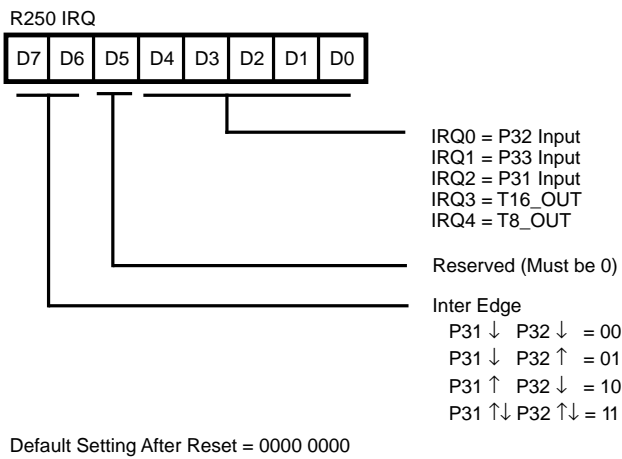 R250 IRQ
D7 D6 D5 D4 D3 D2 D1 D0
IRQ0 = P32 Input
IRQ1 = P33 Input
IRQ2 = P31 Input
IRQ3 = T16_OUT
IRQ4 = T8_OUT
Reserved (Must be 0)
Inter Edge
P31 ↓ P32 ↓ = 00
P31 ↓ P32 ↑ = 01
P31 ↑ P32 ↓ = 10
P31 ↑↓ P32 ↑↓ = 11
Default Setting After Reset = 0000 0000